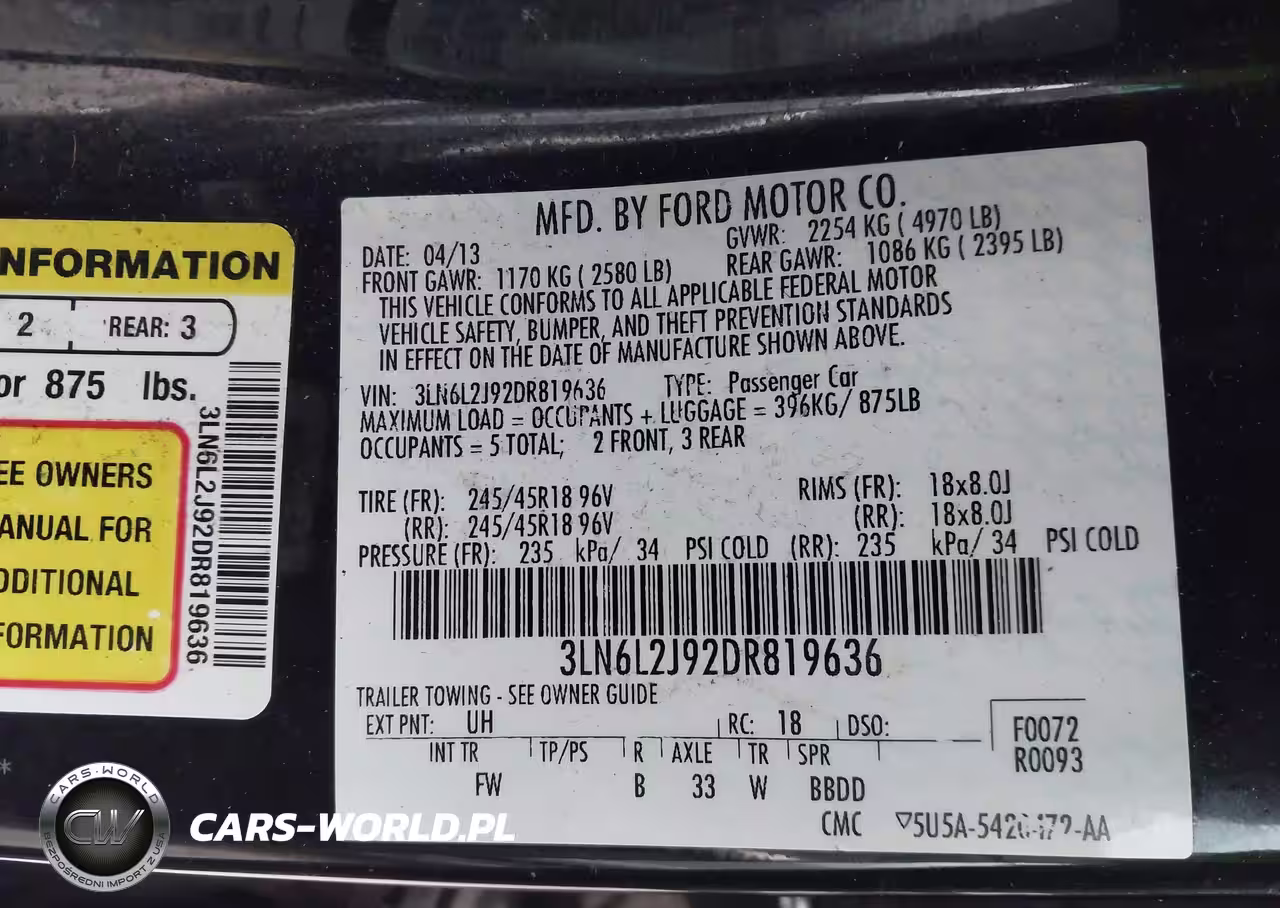 NFORMATION
2 REAR: 3
or 875 lbs.
3LN6L2J92DR819636
EE OWNERS
ANUAL FOR
DDITIONAL
FORMATION
MFD. BY FORD MOTOR CO.
DATE: 04/13 GVWR: 2254 KG ( 4970 LB)
FRONT GAWR: 1170 KG ( 2580 LB) REAR GAWR: 1086 KG ( 2395 LB)
THIS VEHICLE CONFORMS TO ALL APPLICABLE FEDERAL MOTOR
VEHICLE SAFETY, BUMPER, AND THEFT PREVENTION STANDARDS
IN EFFECT ON THE DATE OF MANUFACTURE SHOWN ABOVE.
VIN: 3LN6L2J92DR819636 TYPE: Passenger Car
MAXIMUM LOAD = OCCUPANTS + LUGGAGE = 396KG/ 875LB
OCCUPANTS = 5 TOTAL; 2 FRONT, 3 REAR
TIRE (FR): 245/45R18 96V RIMS (FR): 18x8.0J
(RR): 245/45R18 96V (RR): 18x8.0J
PRESSURE (FR): 235 kPa/ 34 PSI COLD (RR): 235 kPa/ 34 PSI COLD
3LN6L2J92DR819636
TRAILER TOWING - SEE OWNER GUIDE
EXT PNT: UH RC: 18 DSO: F0072
INT TR TP/PS R AXLE TR SPR R0093
FW B 33 W BBDD
CMC
CARS-WORLD
CW
BEZPOŚREDNI IMPORT Z USA
CARS-WORLD.PL